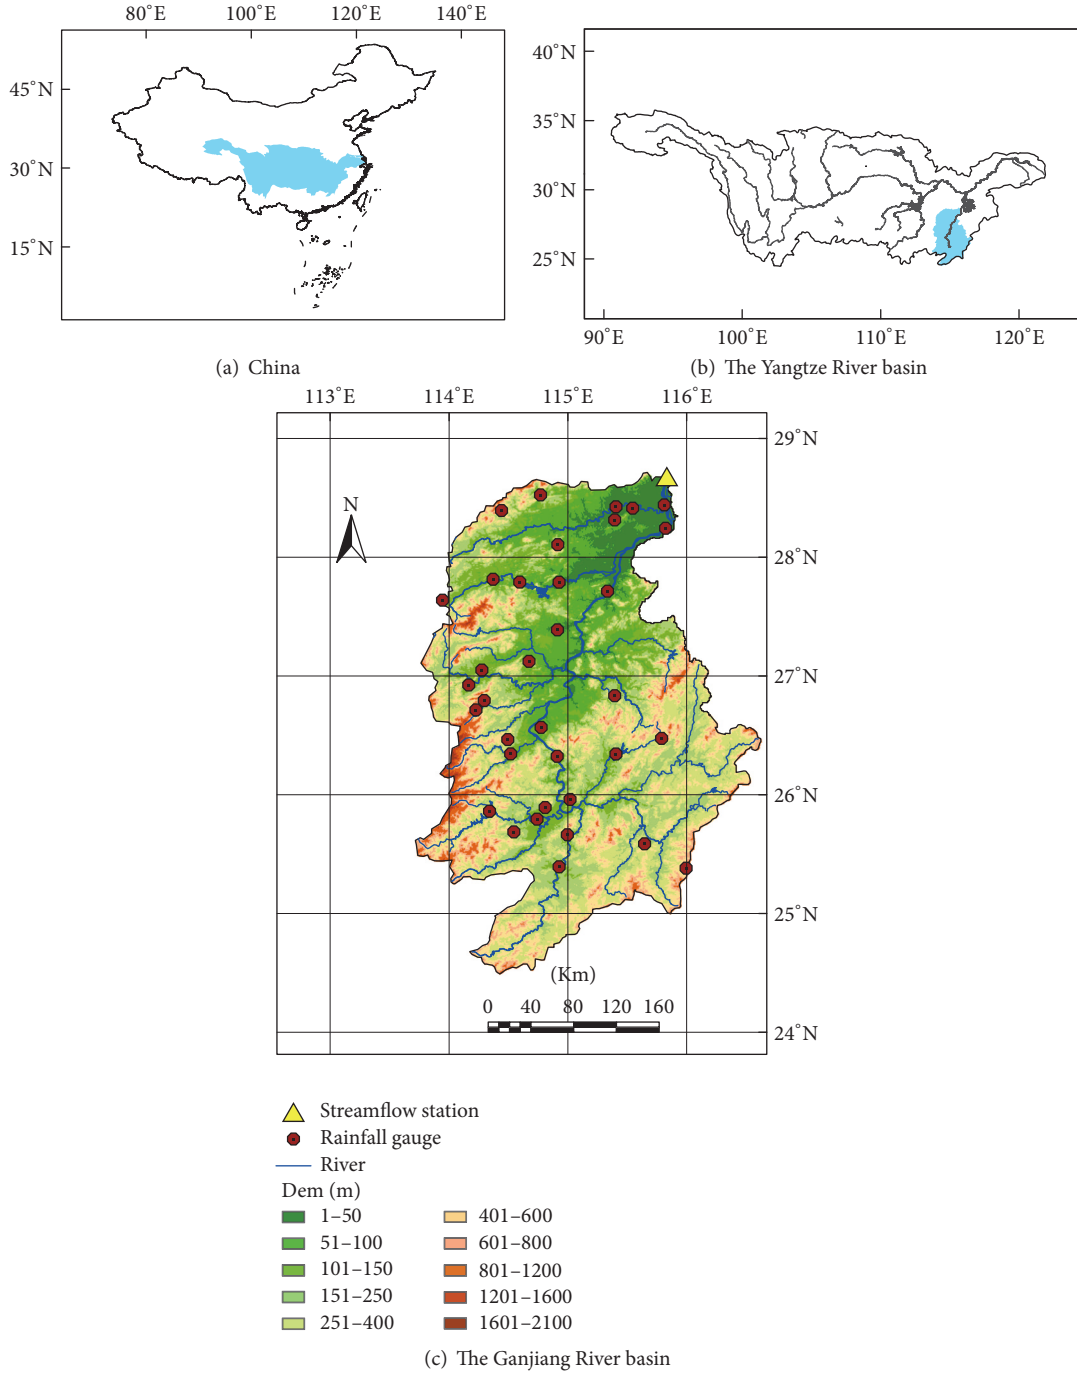 80°E 100°E 120°E 140°E
45°N
30°N
15°N
(a) China
40°N
35°N
30°N
25°N
90°E 100°E 110°E 120°E
(b) The Yangtze River basin
113°E 114°E 115°E 116°E
29°N
N
28°N
27°N
26°N
25°N
(Km)
0 40 80 120 160
24°N
Streamflow station
Rainfall gauge
River
Dem (m)
1–50 401–600
51–100 601–800
101–150 801–1200
151–250 1201–1600
251–400 1601–2100
(c) The Ganjiang River basin